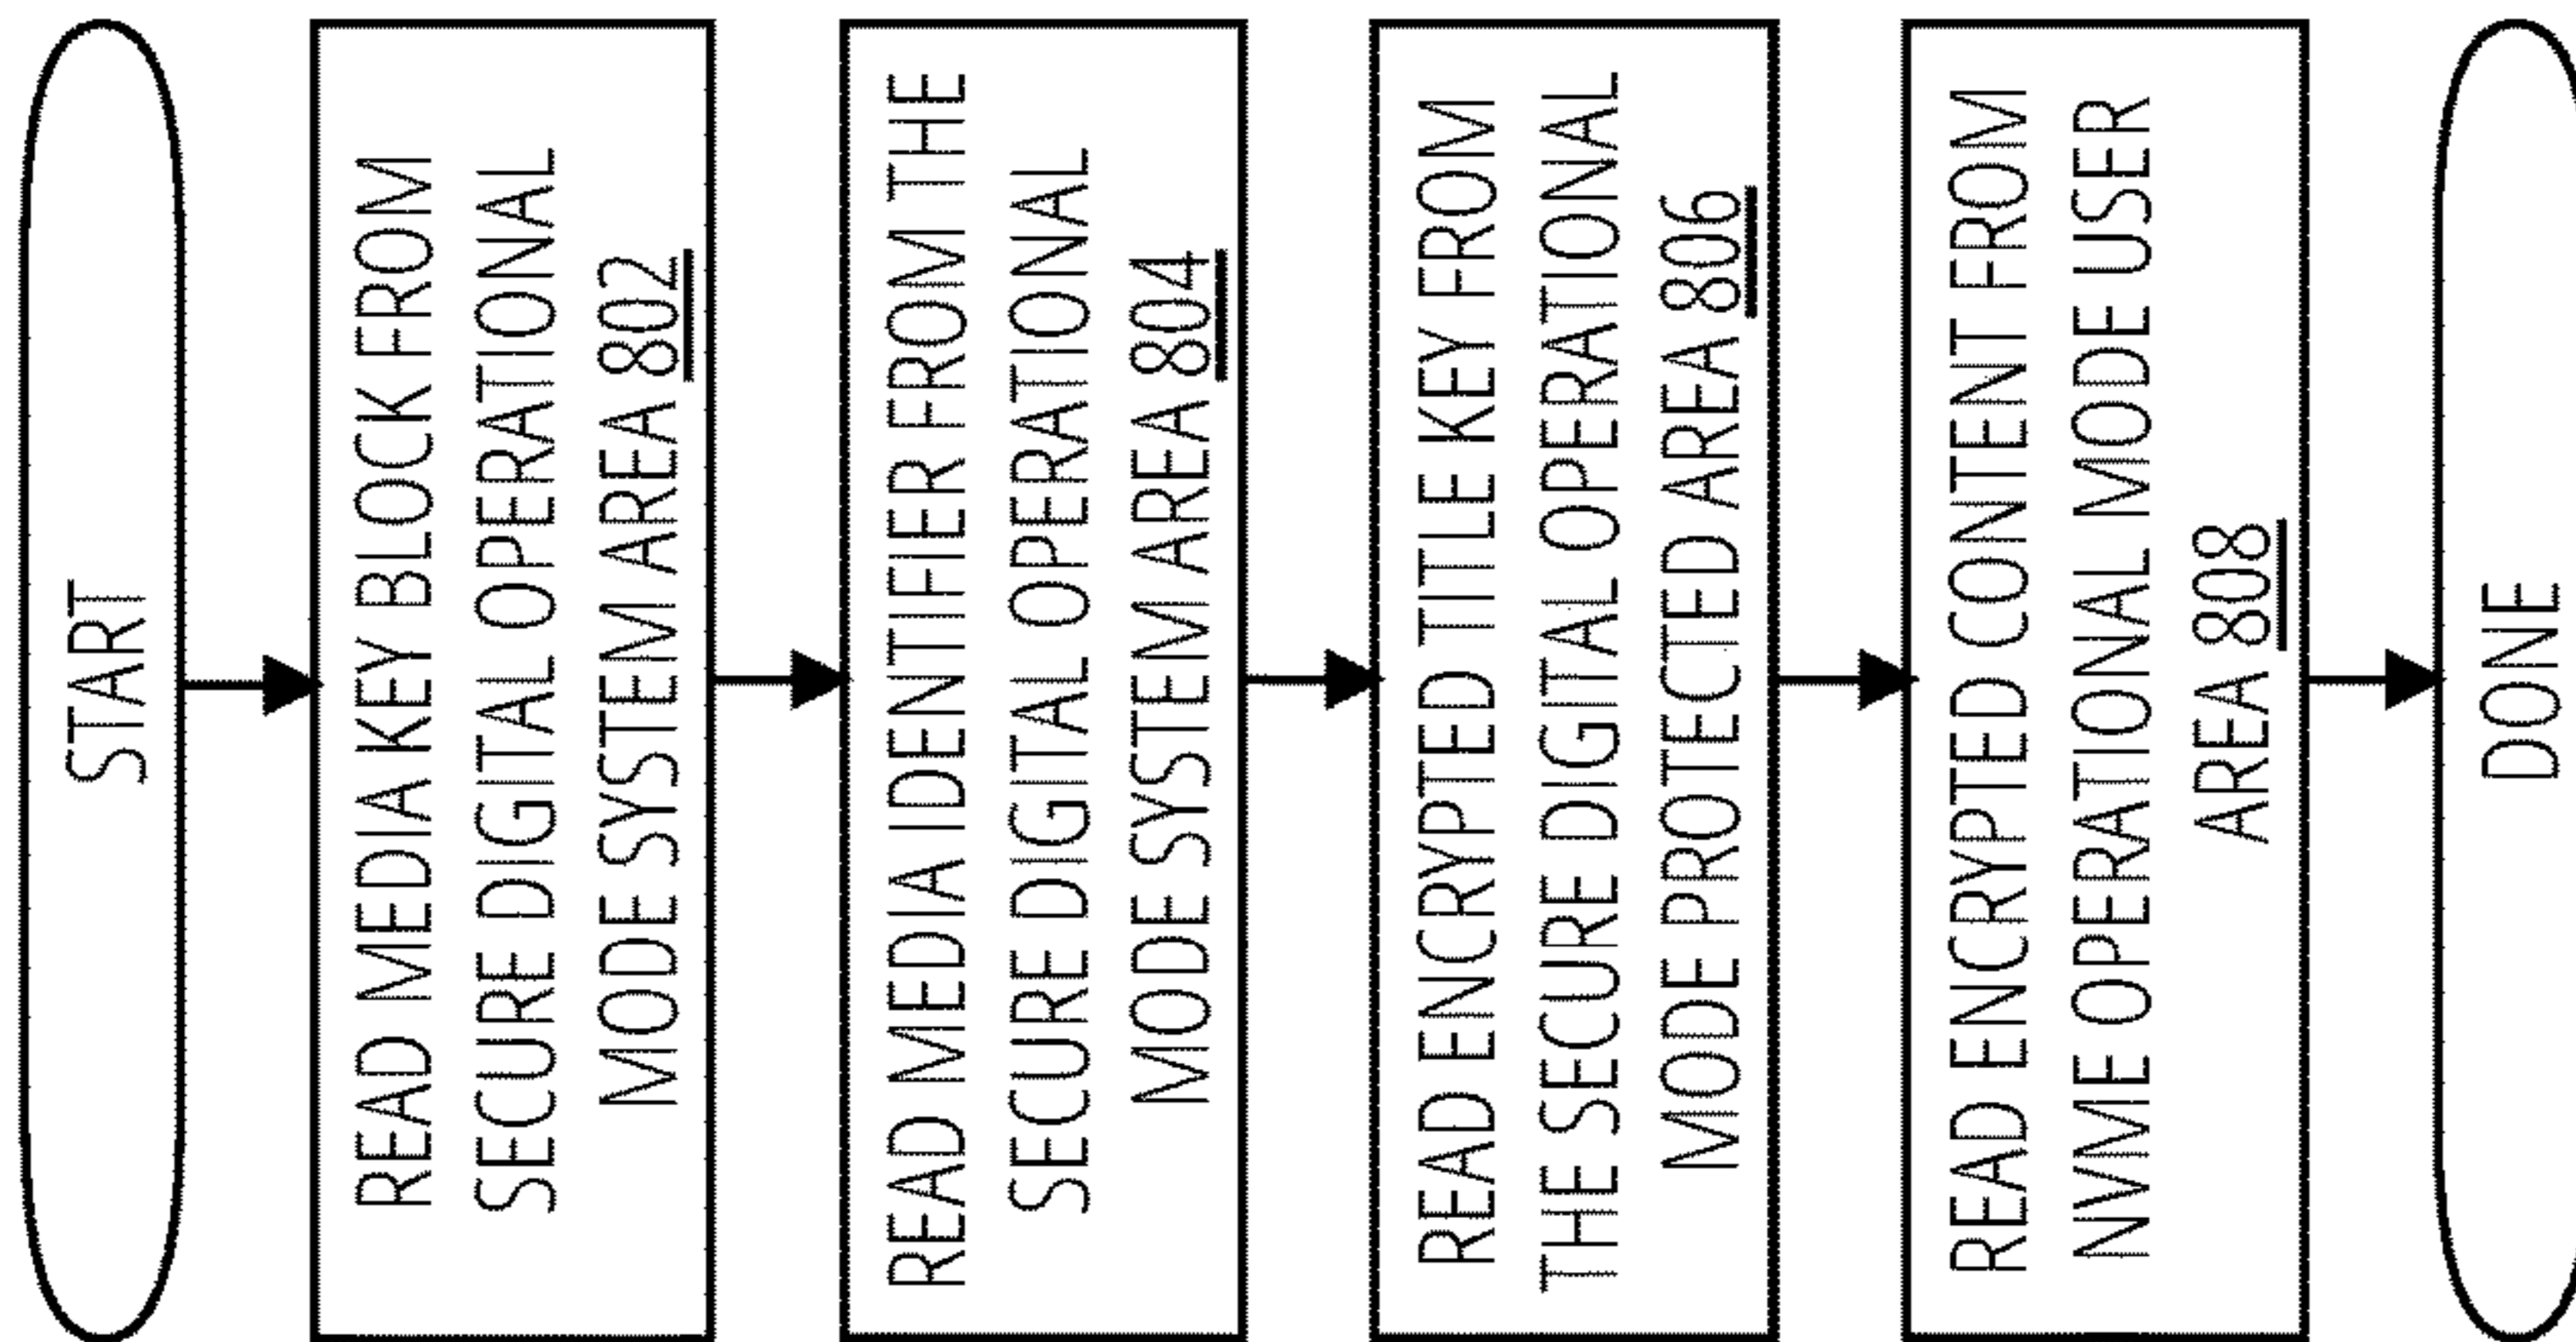 START
READ MEDIA KEY BLOCK FROM
SECURE DIGITAL OPERATIONAL
MODE SYSTEM AREA 802
READ MEDIA IDENTIFIER FROM THE
SECURE DIGITAL OPERATIONAL
MODE SYSTEM AREA 804
READ ENCRYPTED TITLE KEY FROM
THE SECURE DIGITAL OPERATIONAL
MODE PROTECTED AREA 806
READ ENCRYPTED CONTENT FROM
NVME OPERATIONAL MODE USER
AREA 808
DONE